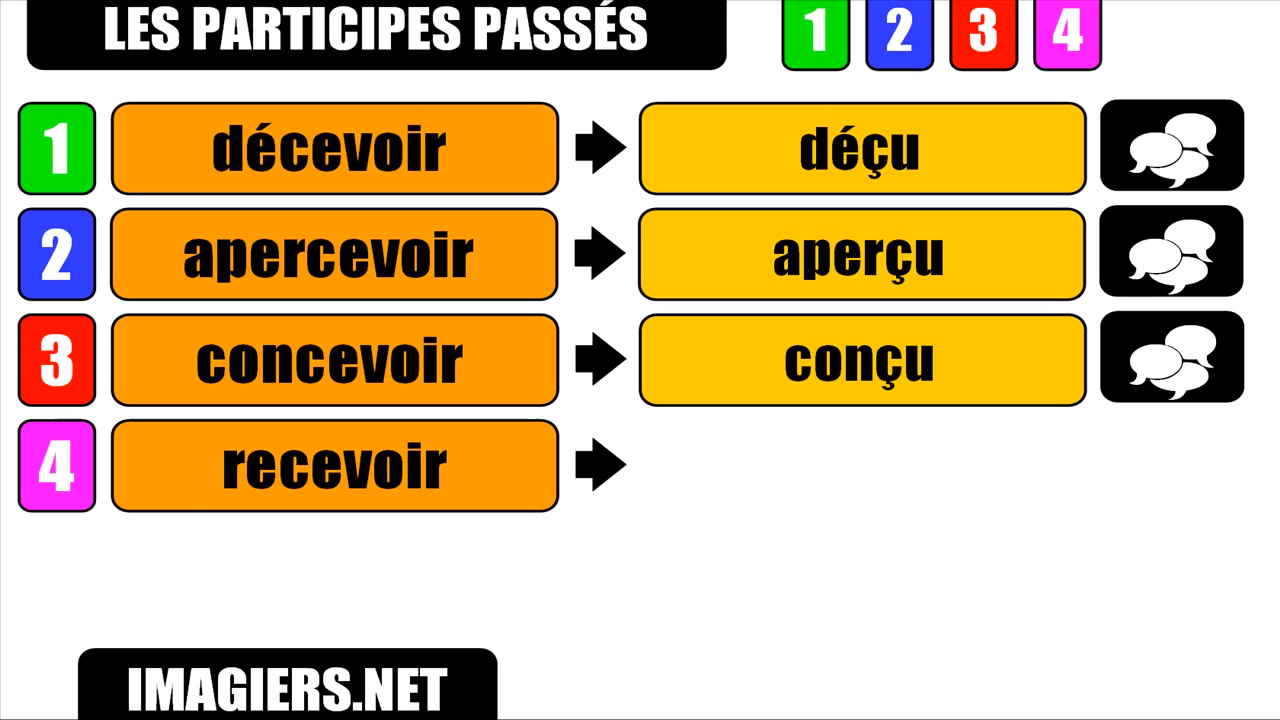 LES PARTICIPES PASSÉS 1 2 3 4
1 décevoir déçu
2 apercevoir aperçu
3 concevoir conçu
4 recevoir
IMAGIERS.NET